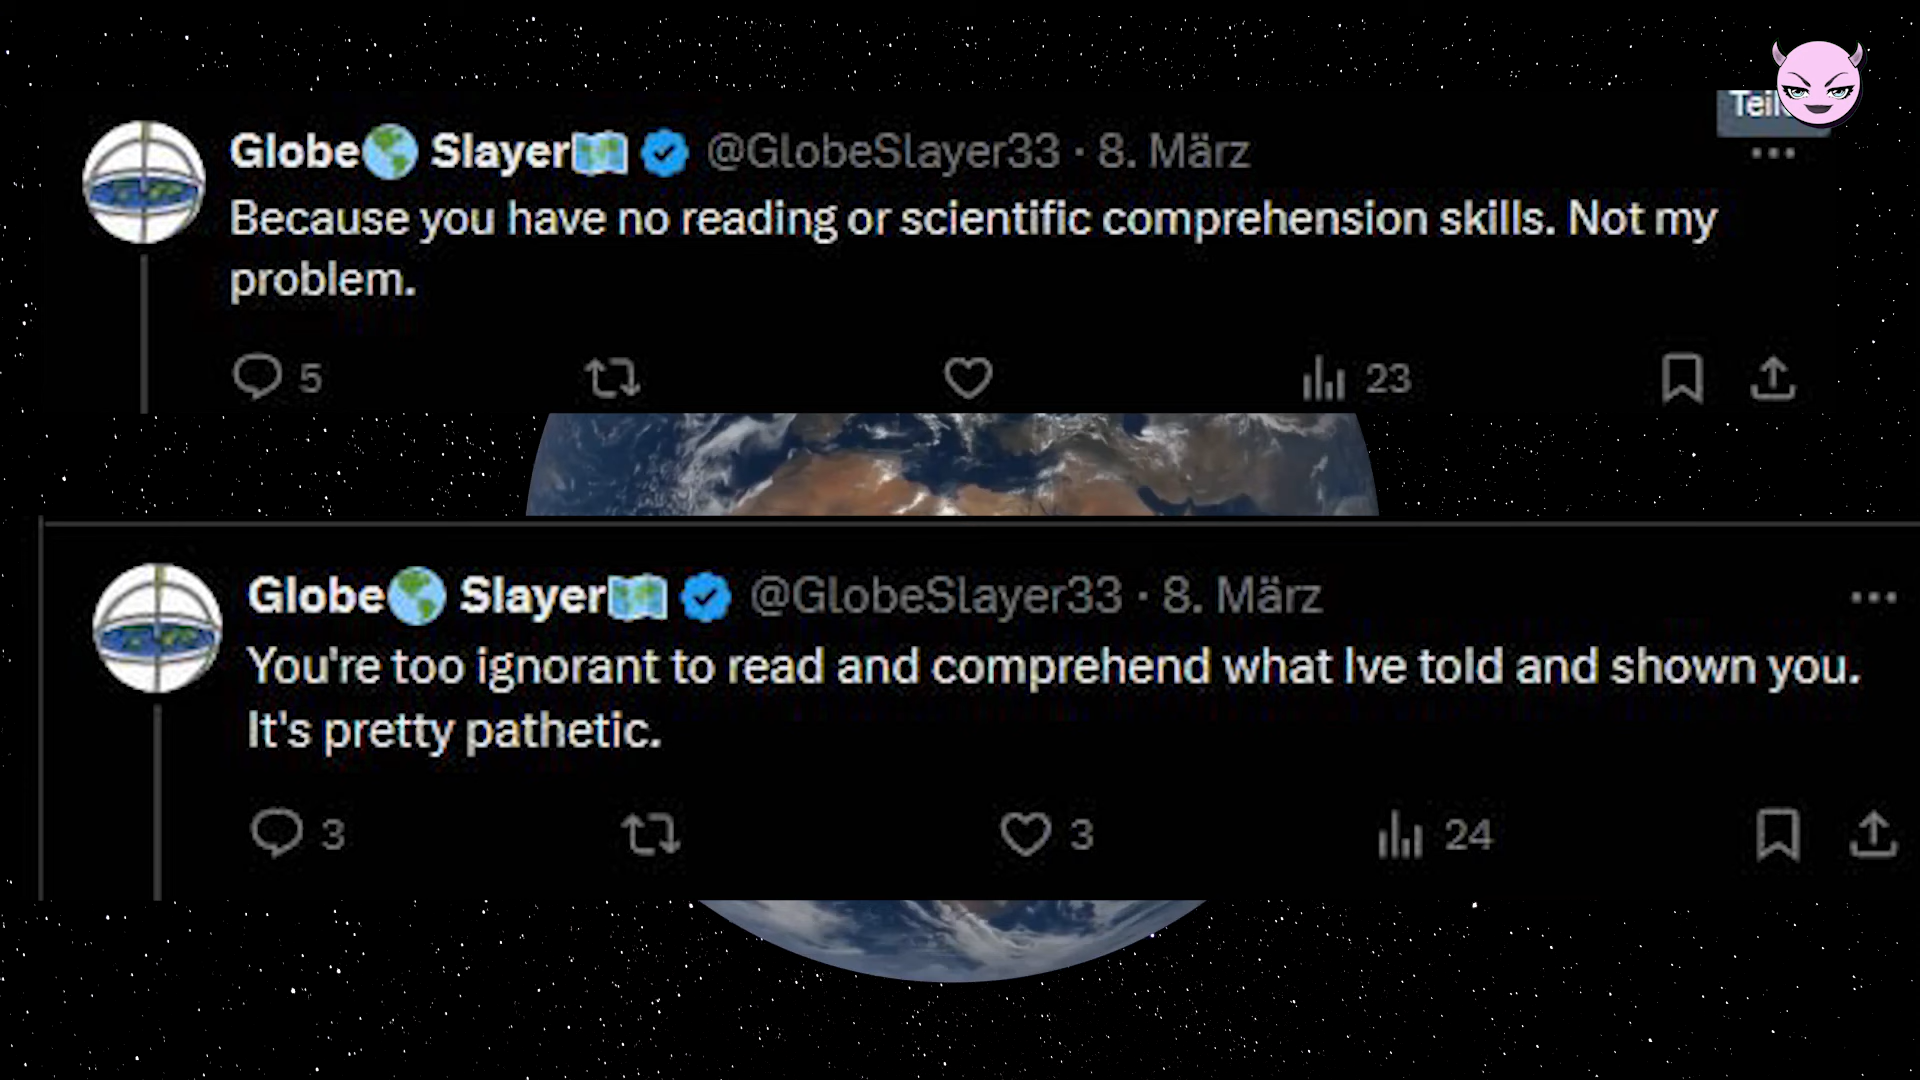 Teil
Globe🌎 Slayer🗺️ @GlobeSlayer33 · 8. März
Because you have no reading or scientific comprehension skills. Not my
problem.
5 23
Globe🌎 Slayer🗺️ @GlobeSlayer33 · 8. März
You're too ignorant to read and comprehend what Ive told and shown you.
It's pretty pathetic.
3 3 24